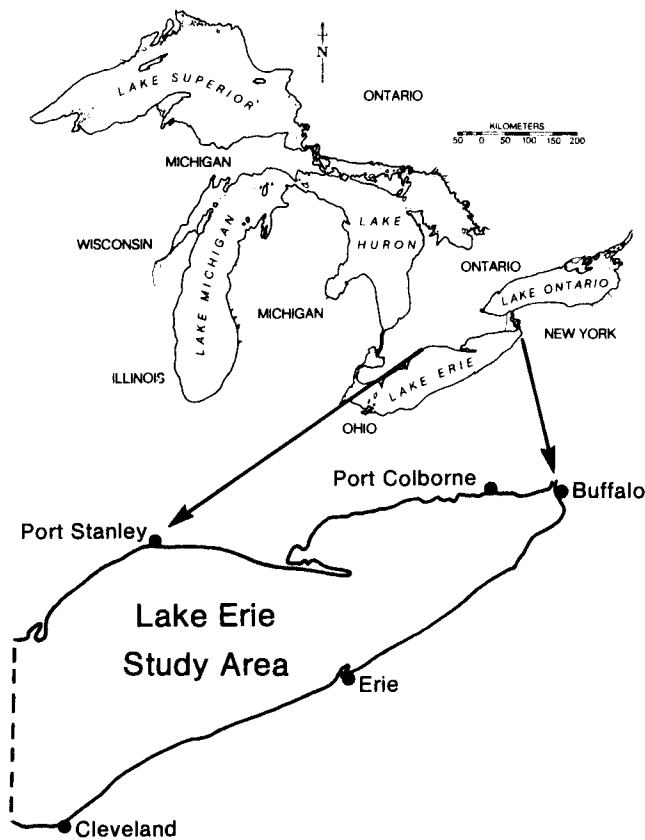 N
LAKE SUPERIOR
ONTARIO
KILOMETERS
50 0 50 100 150 200
MICHIGAN
LAKE
HURON
WISCONSIN
LAKE MICHIGAN
ONTARIO
LAKE ONTARIO
MICHIGAN
NEW YORK
ILLINOIS
LAKE ERIE
OHIO
Port Colborne
Buffalo
Port Stanley
Lake Erie
Study Area
Erie
Cleveland